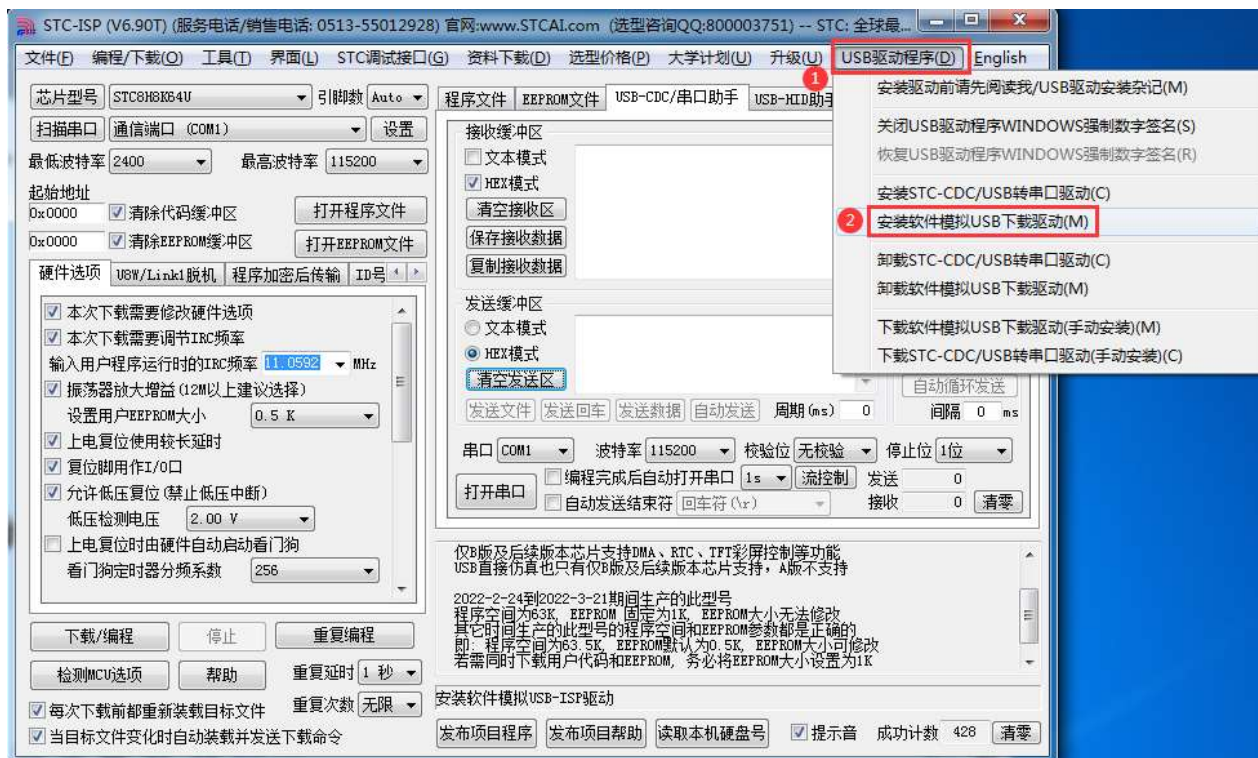 STC-ISP (V6.90T) (服务电话/销售电话: 0513-55012928) 官网:www.STCAI.com (选型咨询QQ:800003751) -- STC: 全球最...
文件(F) 编程/下载(O) 工具(T) 界面(L) STC调试接口(G) 资料下载(D) 选型价格(P) 大学计划(U) 升级(U) USB驱动程序(D) English
1
芯片型号 STC8H8K64U 引脚数 Auto
扫描串口 通信端口 (COM1) 设置
最低波特率 2400 最高波特率 115200
起始地址
0x0000 清除代码缓冲区 打开程序文件
0x0000 清除EEPROM缓冲区 打开EEPROM文件
硬件选项 U8W/Link1脱机 程序加密后传输 ID号
本次下载需要修改硬件选项
本次下载需要调节IRC频率
输入用户程序运行时的IRC频率 11.0592 MHz
振荡器放大增益(12M以上建议选择)
设置用户EEPROM大小 0.5 K
上电复位使用较长延时
复位脚用作I/O口
允许低压复位(禁止低压中断)
低压检测电压 2.00 V
上电复位时由硬件自动启动看门狗
看门狗定时器分频系数 256
下载/编程 停止 重复编程
检测MCU选项 帮助 重复延时 1 秒
每次下载前都重新装载目标文件 重复次数 无限
当目标文件变化时自动装载并发送下载命令
程序文件 EEPROM文件 USB-CDC/串口助手 USB-HID助手
接收缓冲区
文本模式
HEX模式
清空接收区
保存接收数据
复制接收数据
发送缓冲区
文本模式
HEX模式
清空发送区 自动循环发送
发送文件 发送回车 发送数据 自动发送 周期(ms) 0 间隔 0 ms
串口 COM1 波特率 115200 校验位 无校验 停止位 1位
打开串口 编程完成后自动打开串口 1s 流控制 发送 0
自动发送结束符 回车符(\r) 接收 0 清零
仅B版及后续版本芯片支持DMA、RTC、TFT彩屏控制等功能
USB直接仿真也只有仅B版及后续版本芯片支持,A版不支持
2022-2-24到2022-3-21期间生产的此型号
程序空间为63K, EEPROM 固定为1K, EEPROM大小无法修改
其它时间生产的此型号的程序空间和EEPROM参数都是正确的
即: 程序空间为63.5K, EEPROM默认为0.5K, EEPROM大小可修改
若需同时下载用户代码和EEPROM, 务必将EEPROM大小设置为1K
安装软件模拟USB-ISP驱动
发布项目程序 发布项目帮助 读取本机硬盘号 提示音 成功计数 428 清零
安装驱动前请先阅读我/USB驱动安装杂记(M)
关闭USB驱动程序WINDOWS强制数字签名(S)
恢复USB驱动程序WINDOWS强制数字签名(R)
安装STC-CDC/USB转串口驱动(C)
2 安装软件模拟USB下载驱动(M)
卸载STC-CDC/USB转串口驱动(C)
卸载软件模拟USB下载驱动(M)
下载软件模拟USB下载驱动(手动安装)(M)
下载STC-CDC/USB转串口驱动(手动安装)(C)